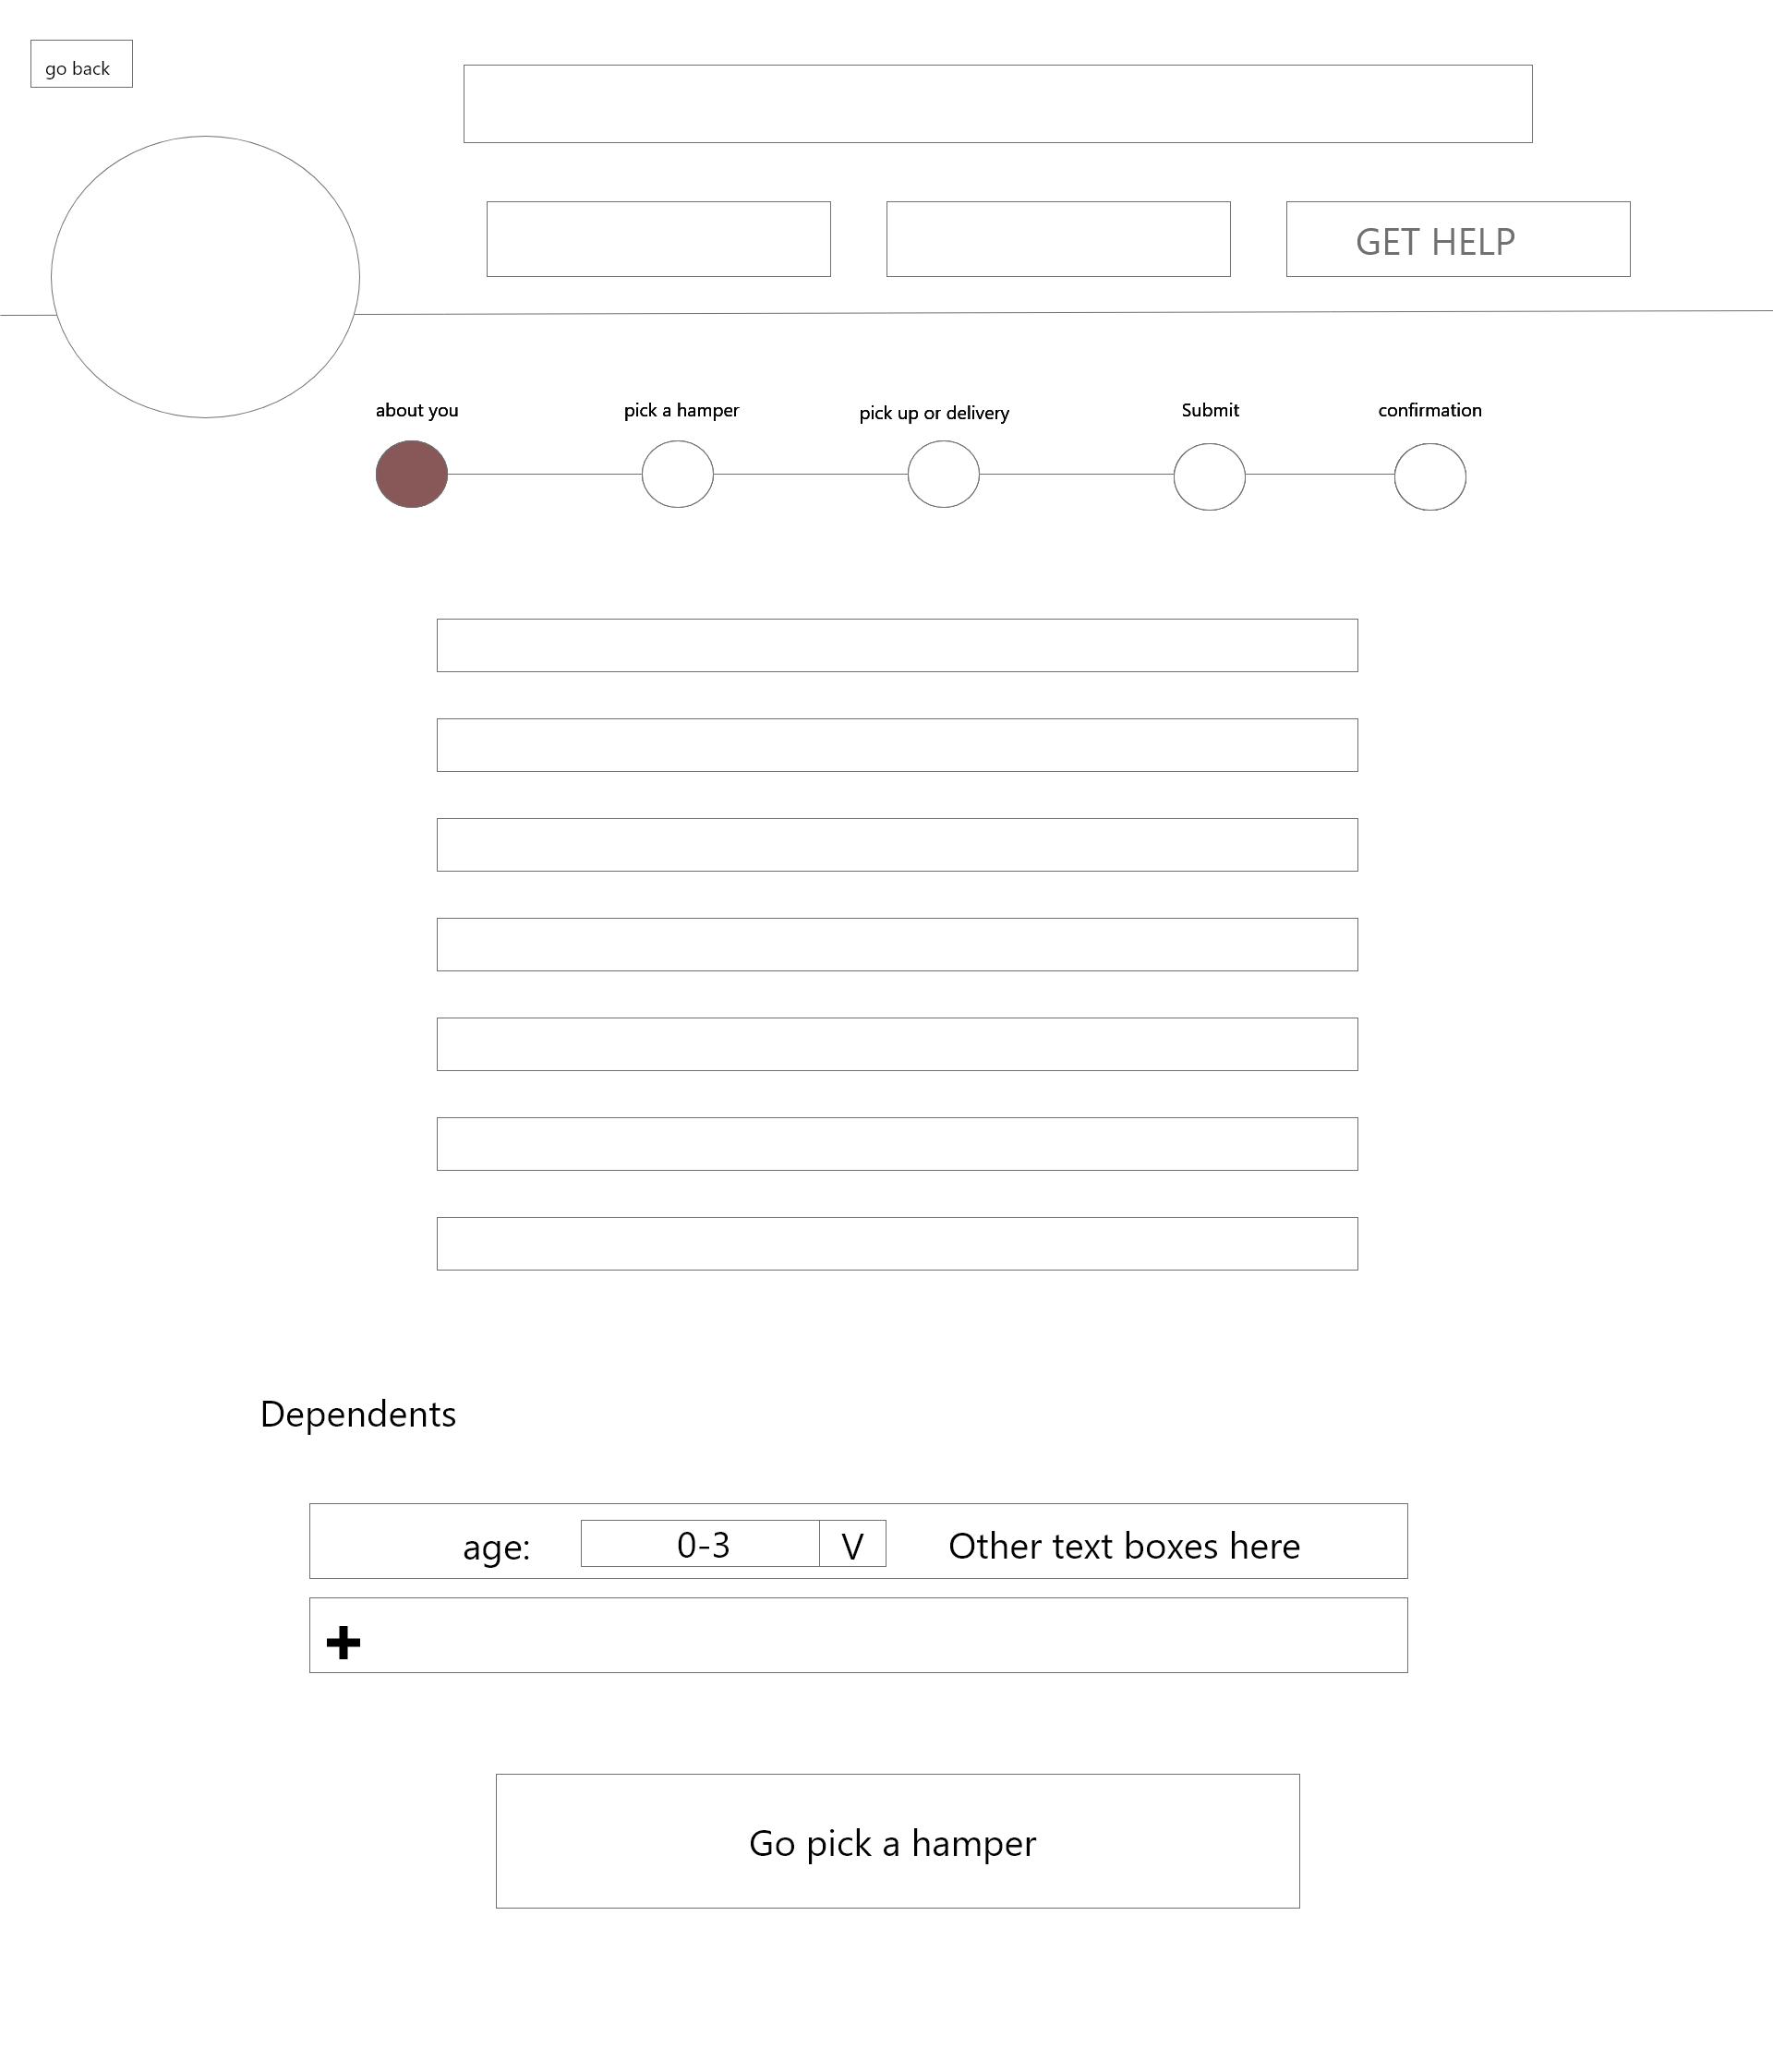 go back
GET HELP
about you
pick a hamper
pick up or delivery
Submit
confirmation
Dependents
age:
0-3
V
Other text boxes here
Go pick a hamper